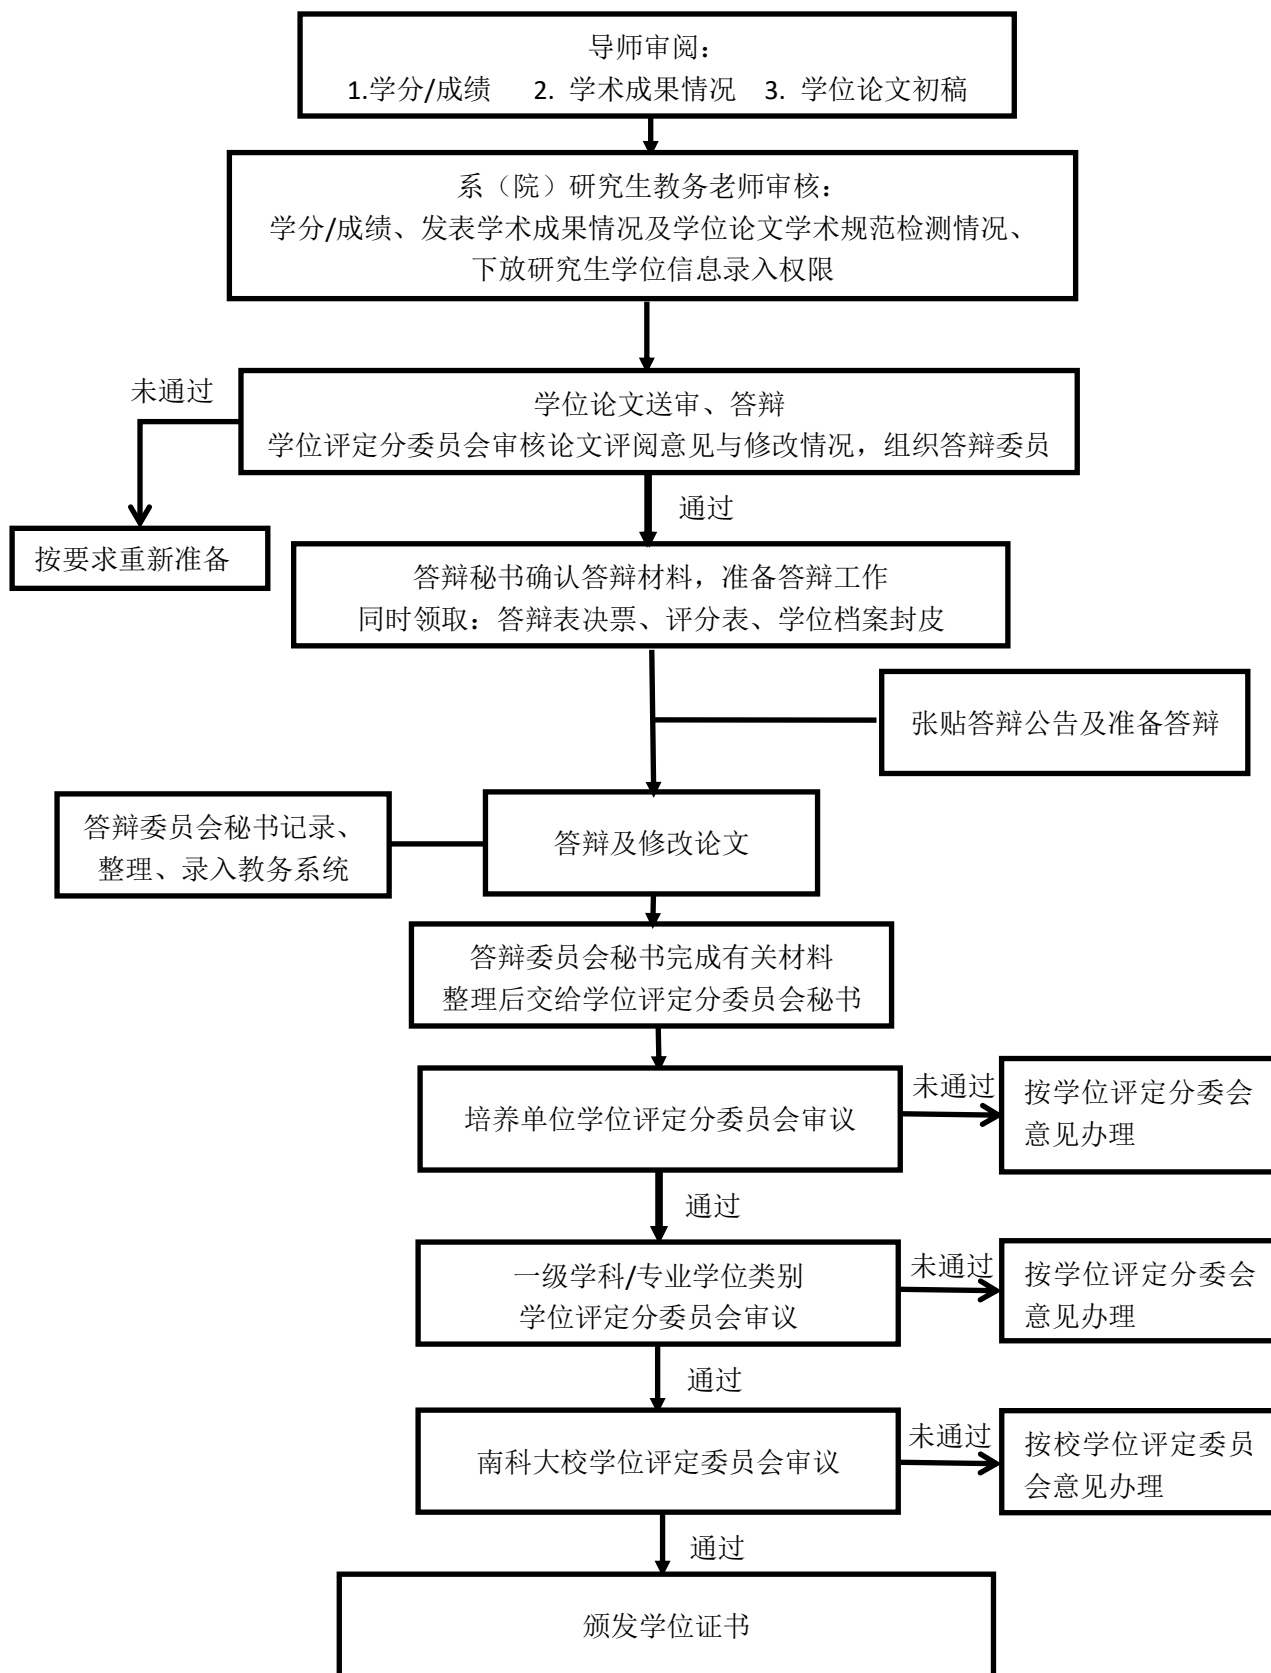 导师审阅：
1.学分/成绩 2. 学术成果情况 3. 学位论文初稿
系（院）研究生教务老师审核：
学分/成绩、发表学术成果情况及学位论文学术规范检测情况、
下放研究生学位信息录入权限
未通过
学位论文送审、答辩
学位评定分委员会审核论文评阅意见与修改情况，组织答辩委员
通过
按要求重新准备
答辩秘书确认答辩材料，准备答辩工作
同时领取：答辩表决票、评分表、学位档案封皮
张贴答辩公告及准备答辩
答辩委员会秘书记录、
整理、录入教务系统
答辩及修改论文
答辩委员会秘书完成有关材料
整理后交给学位评定分委员会秘书
培养单位学位评定分委员会审议
未通过
按学位评定分委会
意见办理
通过
一级学科/专业学位类别
学位评定分委员会审议
未通过
按学位评定分委会
意见办理
通过
南科大校学位评定委员会审议
未通过
按校学位评定委员
会意见办理
通过
颁发学位证书